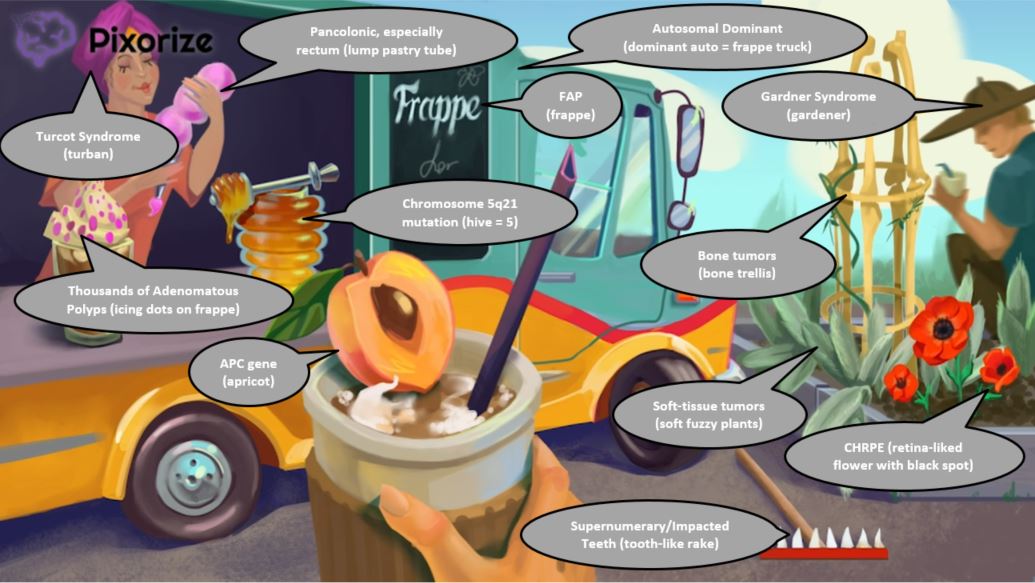 Pixorize
Pancolonic, especially
rectum (lump pastry tube)
Autosomal Dominant
(dominant auto = frappe truck)
Turcot Syndrome
(turban)
Frappe
FAP
(frappe)
Gardner Syndrome
(gardener)
Chromosome 5q21
mutation (hive = 5)
Bone tumors
(bone trellis)
Thousands of Adenomatous
Polyps (icing dots on frappe)
APC gene
(apricot)
Soft-tissue tumors
(soft fuzzy plants)
CHRPE (retina-liked
flower with black spot)
Supernumerary/Impacted
Teeth (tooth-like rake)